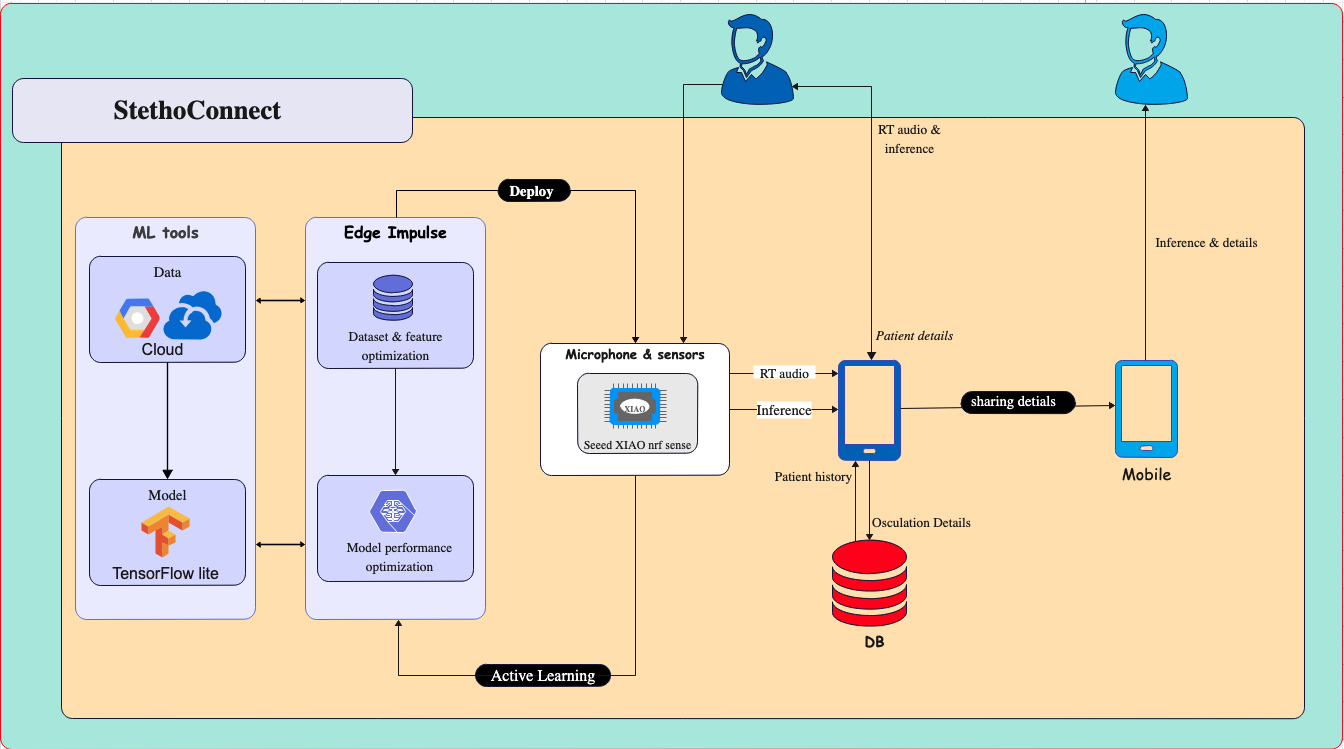 StethoConnect
RT audio &
inference
Deploy
ML tools
Edge Impulse
Inference & details
Data
Cloud
Dataset & feature
optimization
Patient details
Microphone & sensors
XIAO
Seeed XIAO nrf sense
RT audio
Inference
sharing detials
Mobile
Patient history
Osculation Details
Model
TensorFlow lite
Model performance
optimization
DB
Active Learning